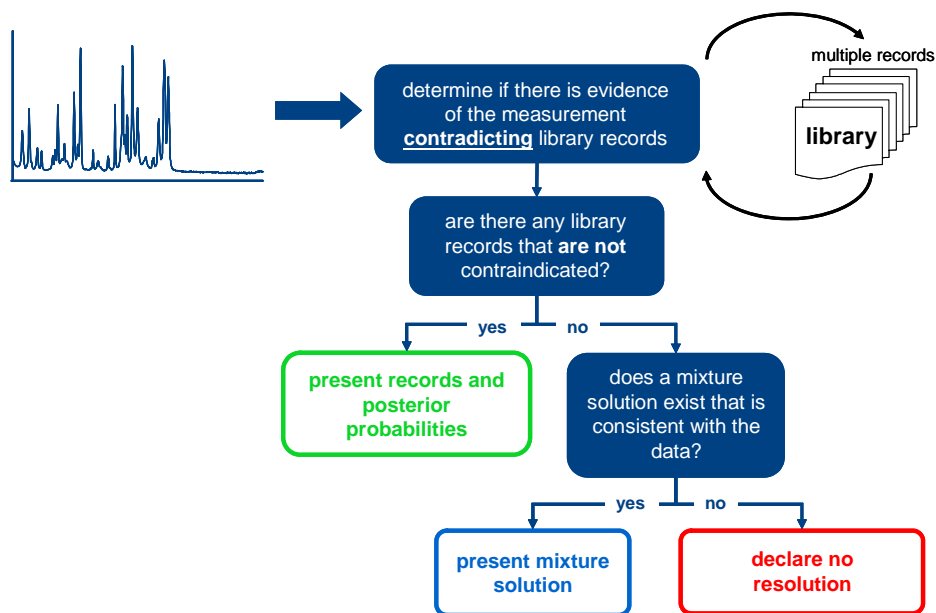 multiple records
library
determine if there is evidence
of the measurement
contradicting library records
are there any library
records that are not
contraindicated?
yes
no
present records and
posterior
probabilities
does a mixture
solution exist that is
consistent with the
data?
yes
no
present mixture
solution
declare no
resolution